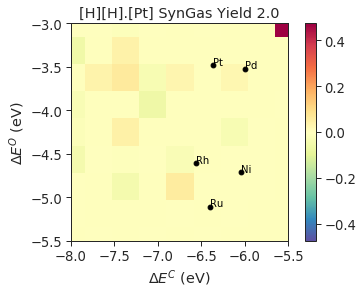 [H][H].[Pt] SynGas Yield 2.0
−3.0
−3.5
−4.0
−4.5
−5.0
−5.5
ΔE^O (eV)
Pt
Pd
Rh
Ni
Ru
−8.0 −7.5 −7.0 −6.5 −6.0 −5.5
ΔE^C (eV)
0.4
0.2
0.0
−0.2
−0.4